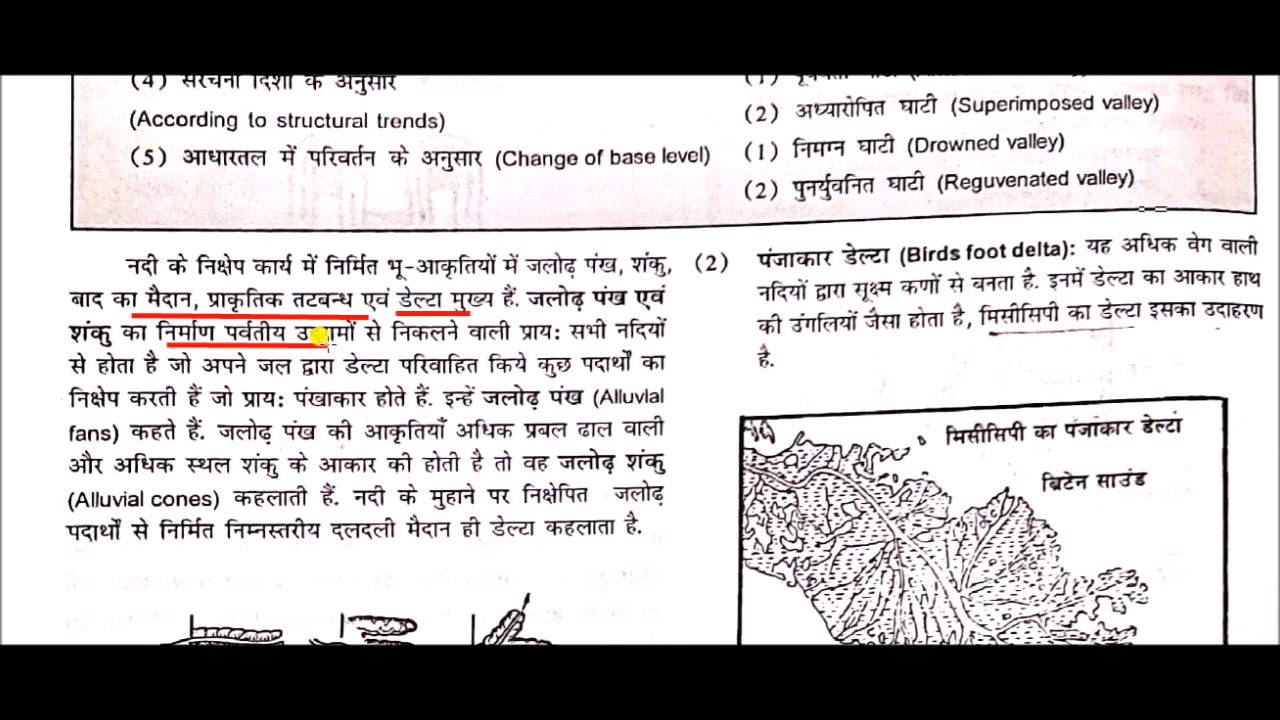 (4) संरचना दिशा के अनुसार
(According to structural trends)
(5) आधारतल में परिवर्तन के अनुसार (Change of base level)
(1)
(2) अध्यारोपित घाटी (Superimposed valley)
(1) निमग्न घाटी (Drowned valley)
(2) पुनर्युवनित घाटी (Reguvenated valley)
नदी के निक्षेप कार्य में निर्मित भू-आकृतियों में जलोढ़ पंख, शंकु,
बाद का मैदान, प्राकृतिक तटबन्ध एवं डेल्टा मुख्य हैं. जलोढ़ पंख एवं
शंकु का निर्माण पर्वतीय से निकलने वाली प्राय: सभी नदियों
से होता है जो अपने जल द्वारा डेल्टा परिवाहित किये कुछ पदार्थों का
निक्षेप करती हैं जो प्राय: पंखाकार होते हैं. इन्हें जलोढ़ पंख (Alluvial
fans) कहते हैं. जलोढ़ पंख की आकृतियाँ अधिक प्रबल ढाल वाली
और अधिक स्थल शंकु के आकार की होती है तो वह जलोढ़ शंकु
(Alluvial cones) कहलाती हैं. नदी के मुहाने पर निक्षेपित जलोढ़
पदार्थों से निर्मित निम्नस्तरीय दलदली मैदान ही डेल्टा कहलाता है.
(2) पंजाकार डेल्टा (Birds foot delta): यह अधिक वेग वाली
नदियों द्वारा सूक्ष्म कणों से बनता है. इनमें डेल्टा का आकार हाथ
की उंगलियों जैसा होता है, मिसीसिपी का डेल्टा इसका उदाहरण
है.
मिसीसिपी का पंजाकार डेल्टा
ब्रिटेन साउंड